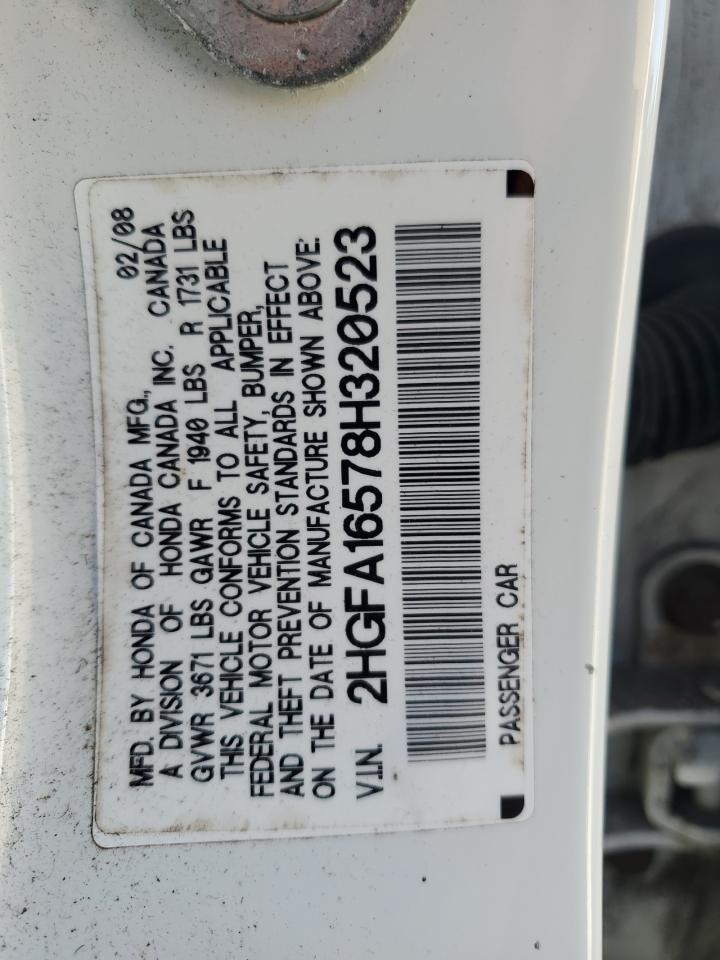 MFD. BY HONDA OF CANADA MFG., 02/08
A DIVISION OF HONDA CANADA INC. CANADA
GVWR 3671 LBS GAWR F 1940 LBS R 1731 LBS
THIS VEHICLE CONFORMS TO ALL APPLICABLE
FEDERAL MOTOR VEHICLE SAFETY, BUMPER,
AND THEFT PREVENTION STANDARDS IN EFFECT
ON THE DATE OF MANUFACTURE SHOWN ABOVE:
V.I.N. 2HGFA16578H320523
PASSENGER CAR